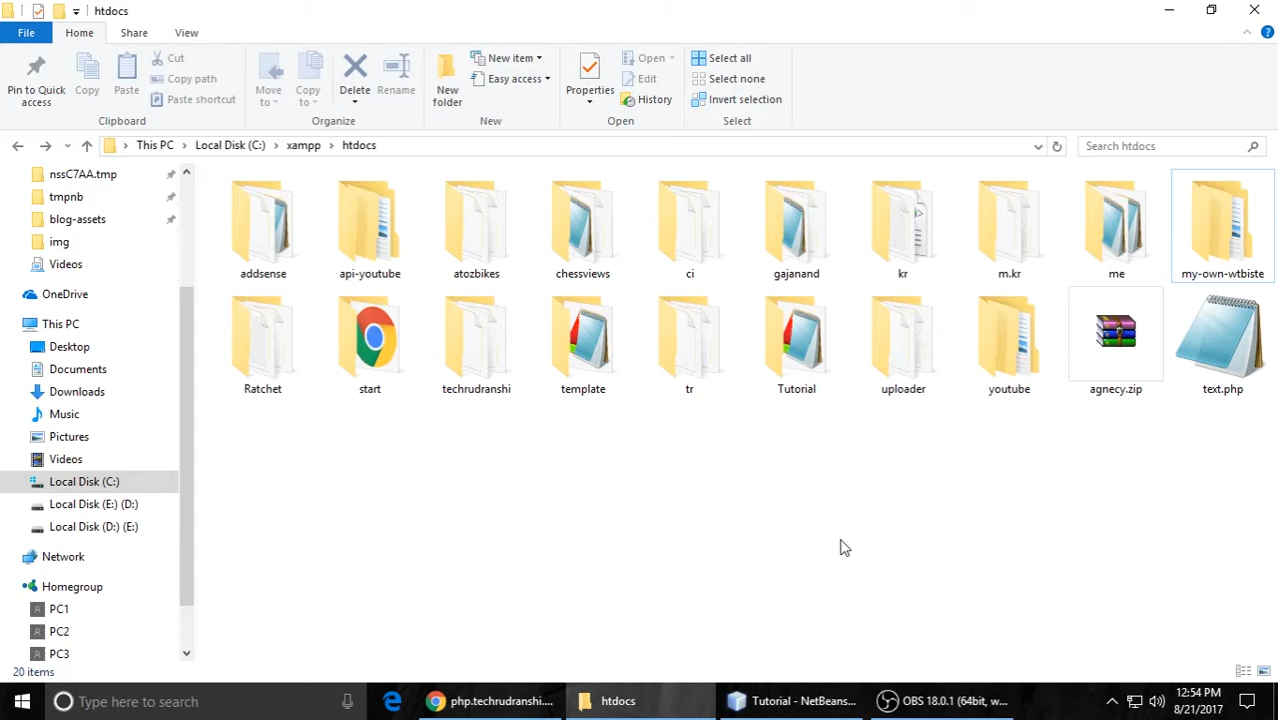 htdocs
File Home Share View
Pin to Quick access
Copy
Paste
Cut
Copy path
Paste shortcut
Clipboard
Move to
Copy to
Delete
Rename
Organize
New folder
New item
Easy access
New
Properties
Open
Edit
History
Open
Select all
Select none
Invert selection
Select
This PC Local Disk (C:) xampp htdocs
Search htdocs
nssC7AA.tmp
tmpnb
blog-assets
img
Videos
OneDrive
This PC
Desktop
Documents
Downloads
Music
Pictures
Videos
Local Disk (C:)
Local Disk (E:) (D:)
Local Disk (D:) (E:)
Network
Homegroup
PC1
PC2
PC3
addsense api-youtube atozbikes chessviews ci gajanand kr m.kr me my-own-wtbiste
Ratchet start techrudranshi template tr Tutorial uploader youtube agnecy.zip text.php
20 items
Type here to search
php.techrudranshi....
htdocs
Tutorial - NetBeans...
OBS 18.0.1 (64bit, w...
12:54 PM
8/21/2017